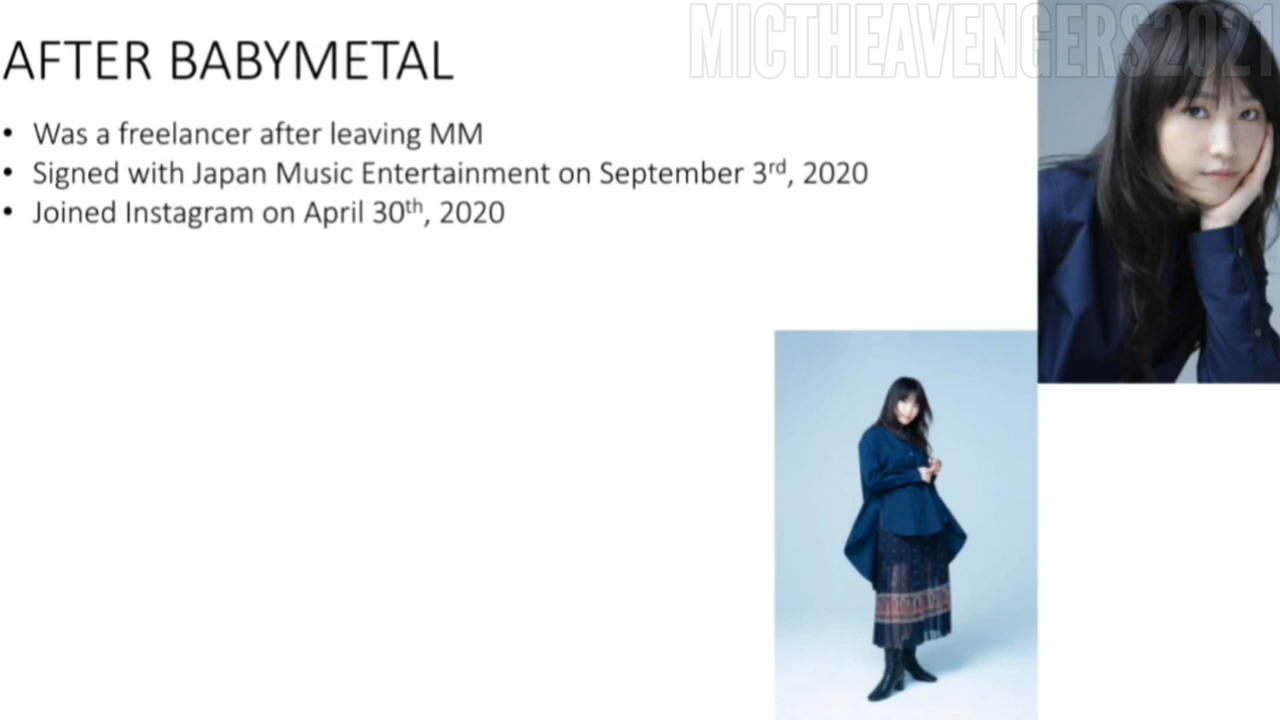 MICTHEAVENGERS2021
AFTER BABYMETAL
• Was a freelancer after leaving MM
• Signed with Japan Music Entertainment on September 3rd, 2020
• Joined Instagram on April 30th, 2020